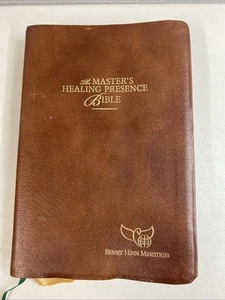 The MASTER'S
HEALING PRESENCE
BIBLE
BENNY HINN MINISTRIES